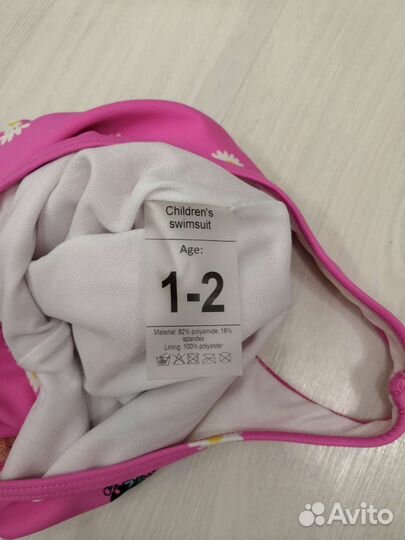 Children's
swimsuit
Age:
1-2
Material: 82% polyamide, 18%
spandex
Lining: 100% polyester
Avito